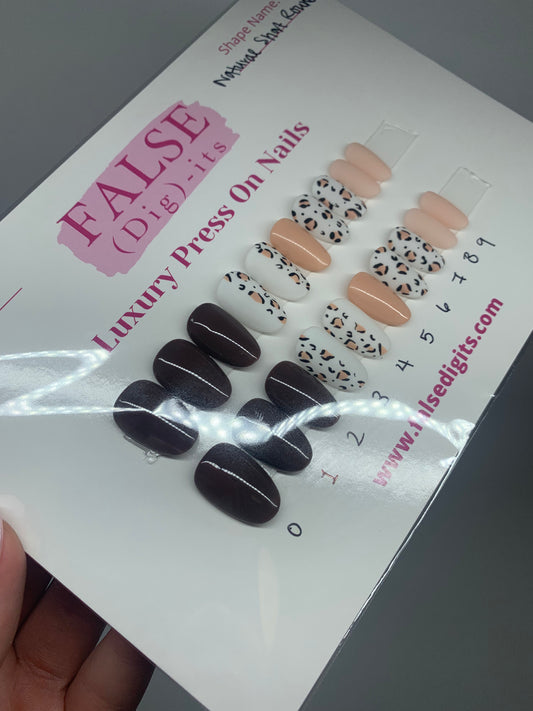 Shape Name:
Natural Short Round
FALSE
(Dig)-its
Luxury Press On Nails
0 1 2 3 4 5 6 7 8 9
www.falsedigits.com